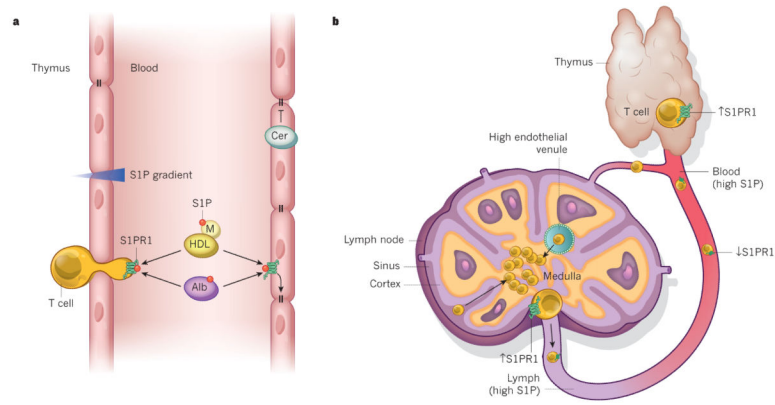 a
Thymus
Blood
Cer
S1P gradient
S1P
M
HDL
S1PR1
Alb
T cell
b
Thymus
T cell
↑S1PR1
High endothelial
venule
Blood
(high S1P)
Lymph node
Sinus
Cortex
Medulla
↓S1PR1
↑S1PR1
Lymph
(high S1P)